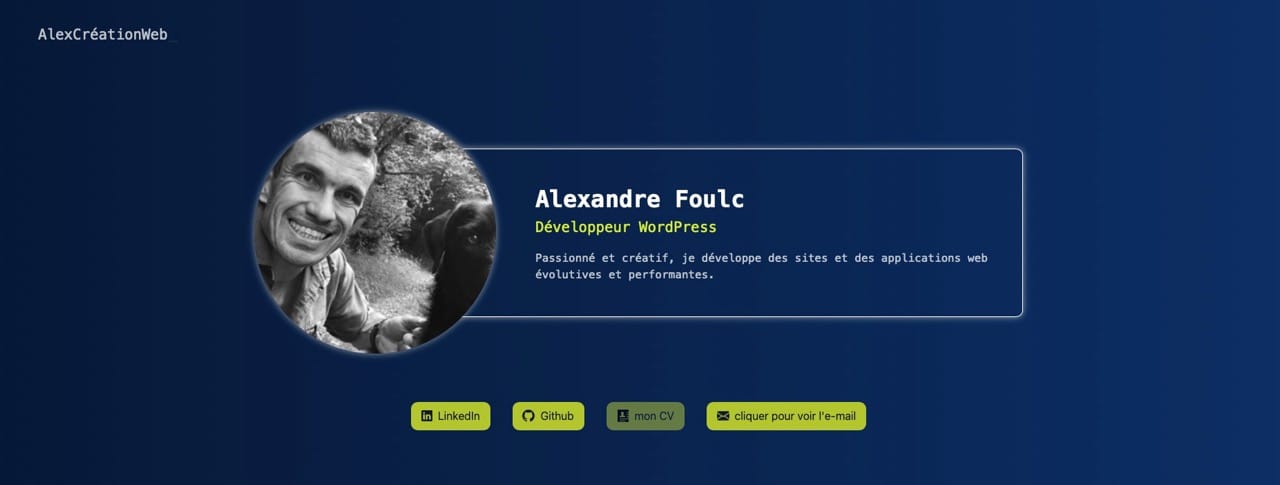 AlexCréationWeb_
Alexandre Foulc
Développeur WordPress
Passionné et créatif, je développe des sites et des applications web
évolutives et performantes.
LinkedIn
Github
mon CV
cliquer pour voir l'e-mail